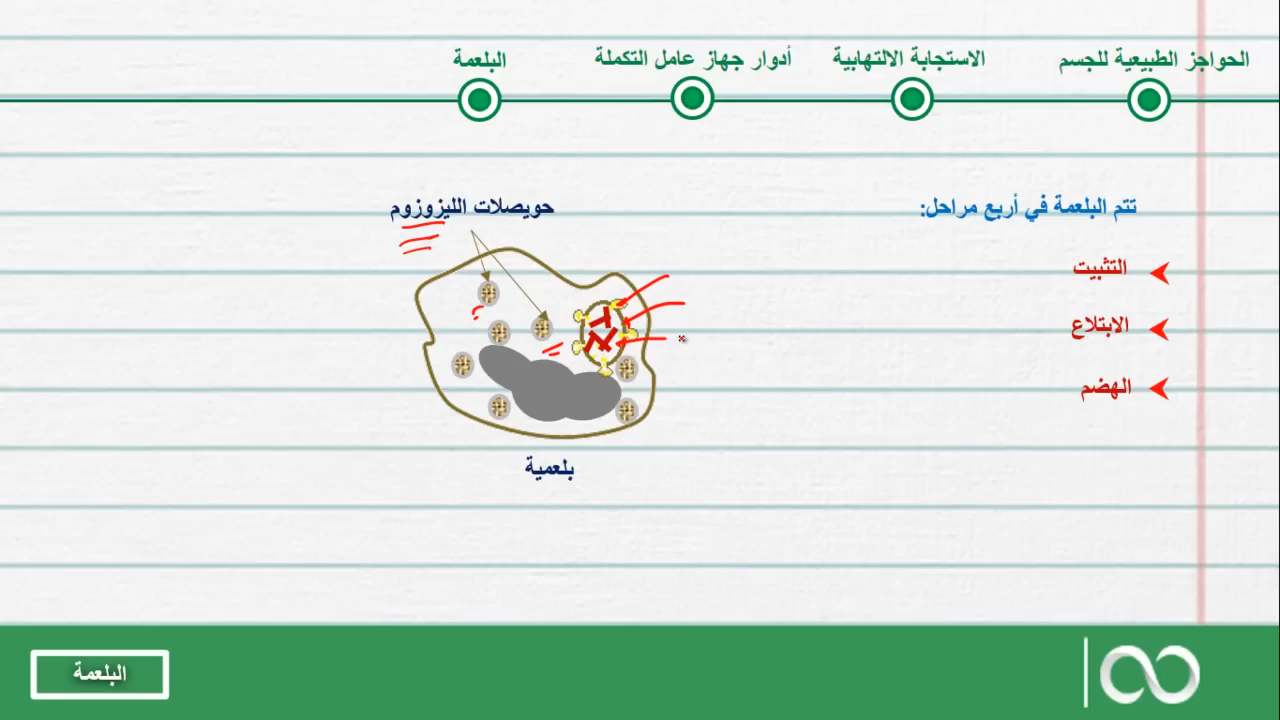 الحواجز الطبيعية للجسم
الاستجابة الالتهابية
أدوار جهاز عامل التكملة
البلعمة
تتم البلعمة في أربع مراحل:
التثبيت
الابتلاع
الهضم
حويصلات الليزوزوم
بلعمية
البلعمة